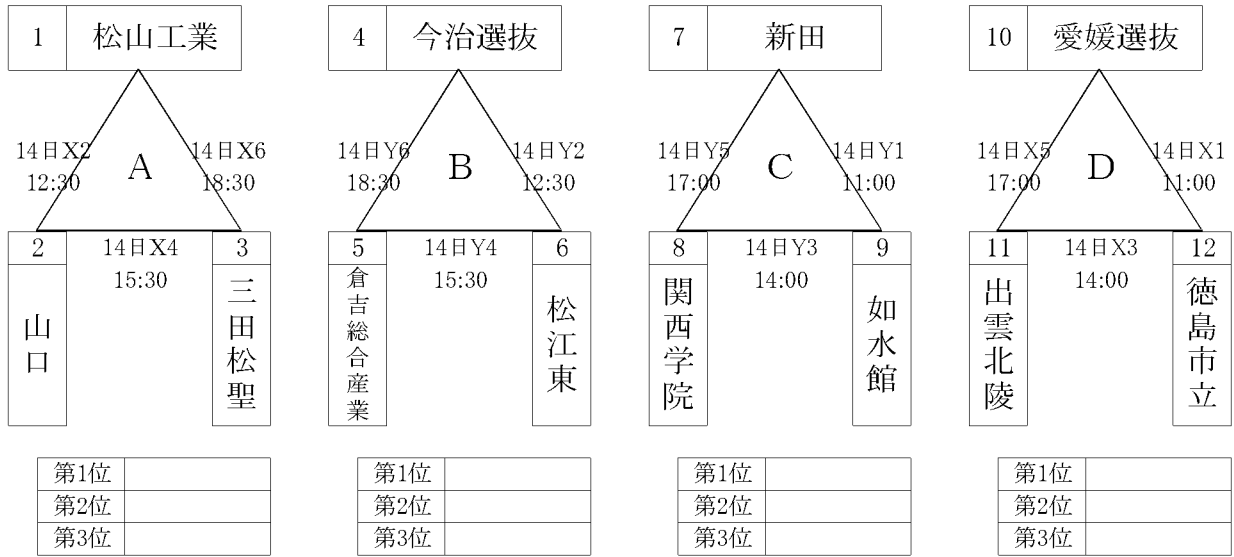 1 松山工業 4 今治選抜 7 新田 10 愛媛選抜
14日X2 14日X6 14日Y6 14日Y2 14日Y5 14日Y1 14日X5 14日X1
12:30 A 18:30 18:30 B 12:30 17:00 C 11:00 17:00 D 11:00
2 14日X4 3 5 14日Y4 6 8 14日Y3 9 11 14日X3 12
15:30 15:30 14:00 14:00
山口 三田松聖 倉吉総合産業 松江東 関西学院 如水館 出雲北陵 徳島市立
第1位 第1位 第1位 第1位
第2位 第2位 第2位 第2位
第3位 第3位 第3位 第3位